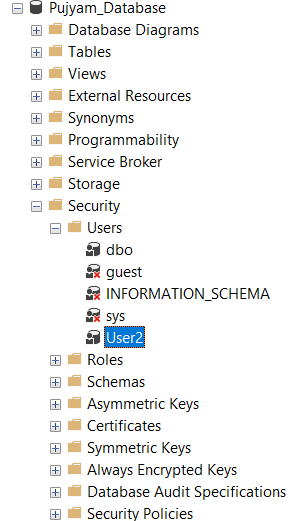 Pujyam_Database
Database Diagrams
Tables
Views
External Resources
Synonyms
Programmability
Service Broker
Storage
Security
Users
dbo
guest
INFORMATION_SCHEMA
sys
User2
Roles
Schemas
Asymmetric Keys
Certificates
Symmetric Keys
Always Encrypted Keys
Database Audit Specifications
Security Policies